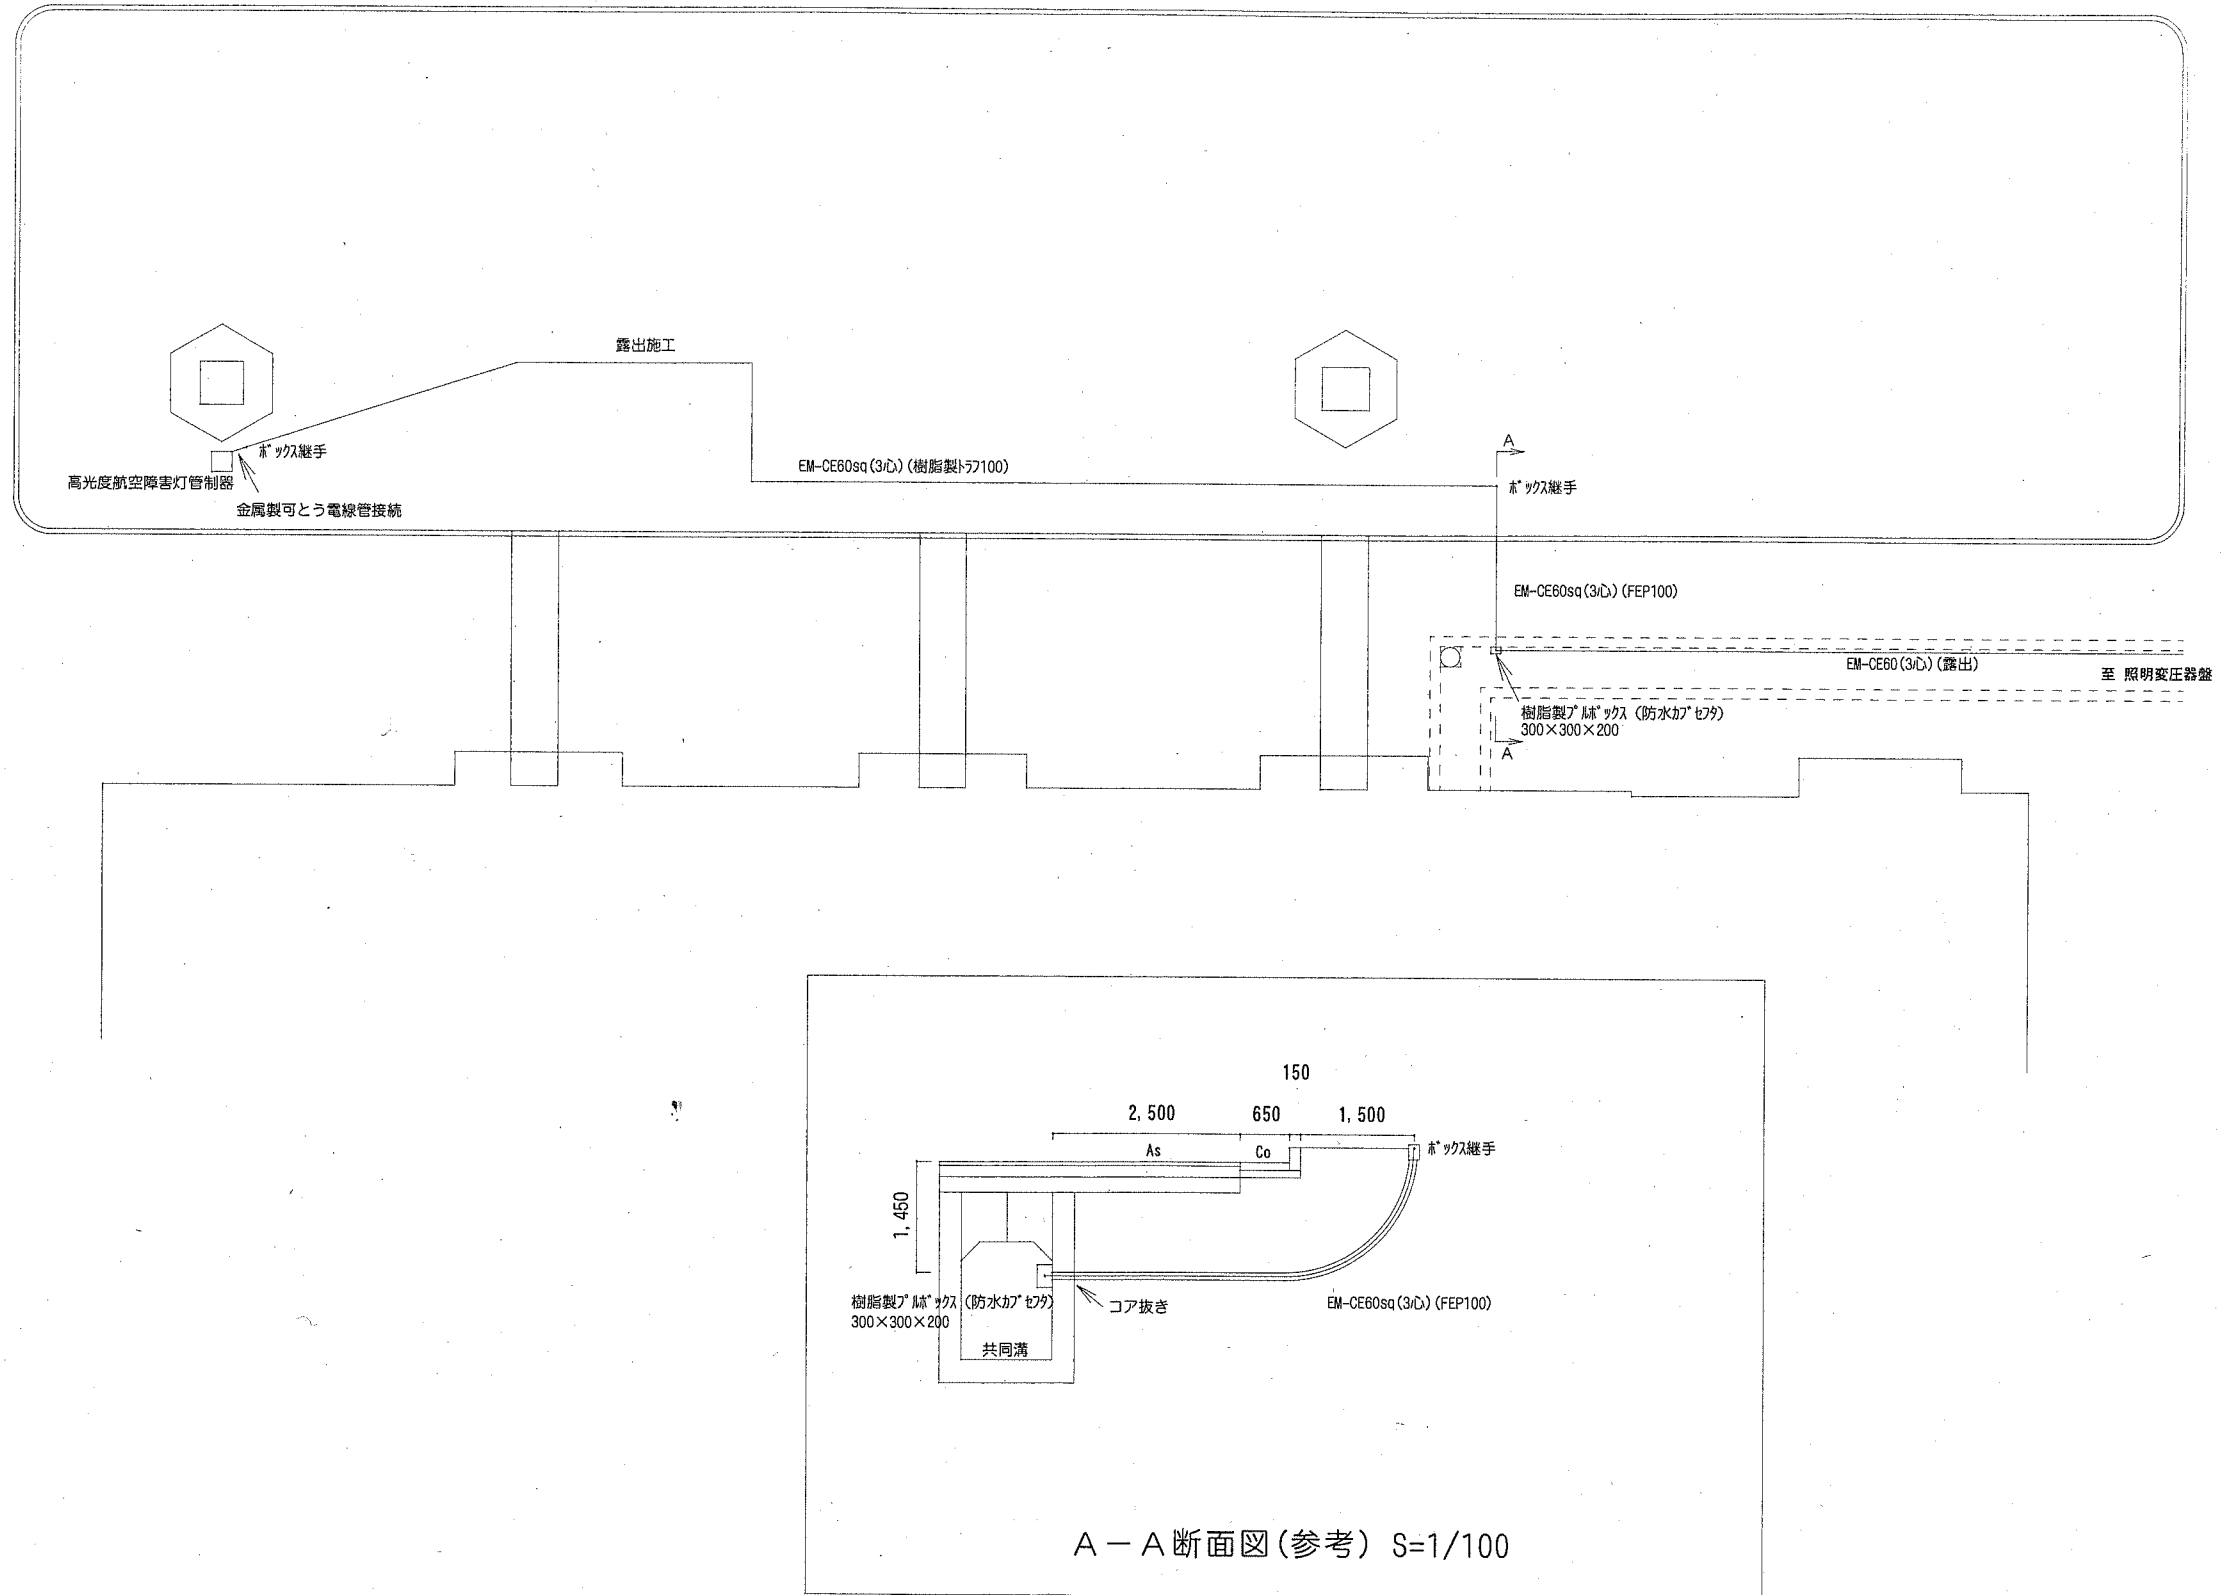 露出施工
ボックス継手
高光度航空障害灯管制器
金属製可とう電線管接続
EM-CE60sq(3心)(樹脂製トラフ100)
A
ボックス継手
EM-CE60sq(3心)(FEP100)
EM-CE60(3心)(露出)
至 照明変圧器盤
樹脂製プルボックス(防水カブセフタ)
300×300×200
A
150
2,500
650
1,500
As
Co
ボックス継手
1,450
樹脂製プルボックス(防水カブセフタ)
300×300×200
コア抜き
EM-CE60sq(3心)(FEP100)
共同溝
A-A断面図(参考) S=1/100